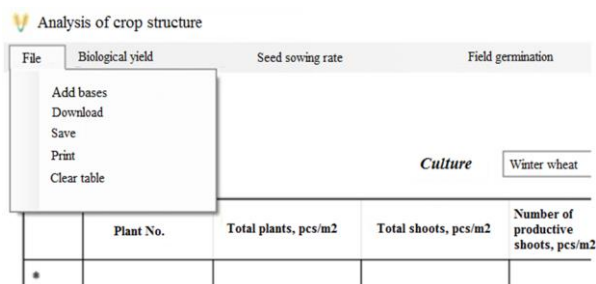 Analysis of crop structure
File Biological yield Seed sowing rate Field germination
Add bases
Download
Save
Print
Clear table
Culture Winter wheat
Plant No. Total plants, pcs/m2 Total shoots, pcs/m2 Number of
productive
shoots, pcs/m2
*